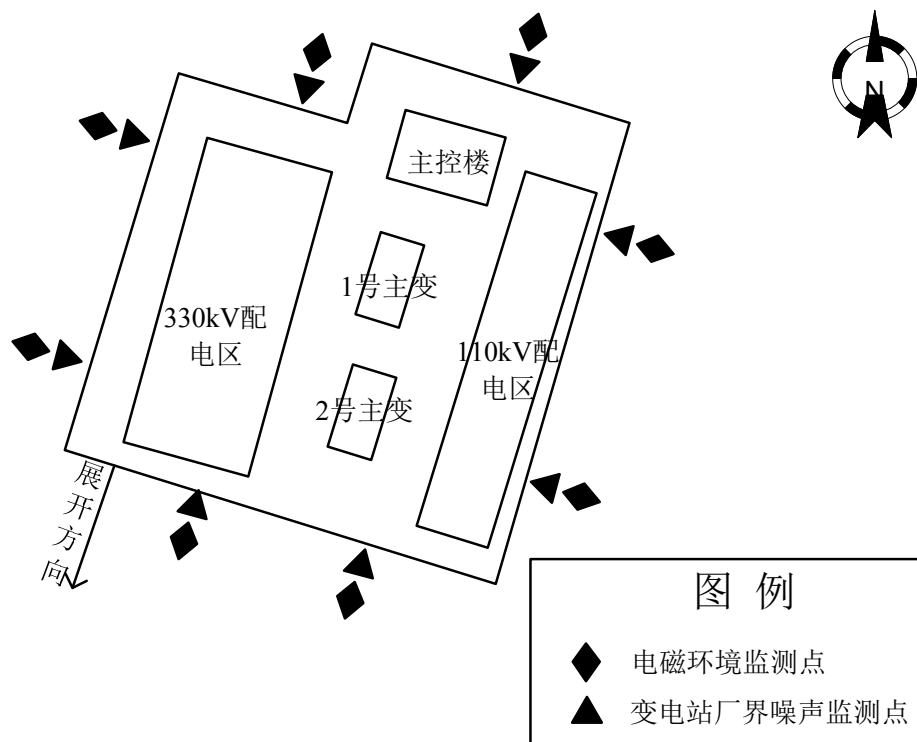 N
主控楼
1号主变
330kV配
电区
110kV配
电区
2号主变
展开方向
图 例
电磁环境监测点
变电站厂界噪声监测点